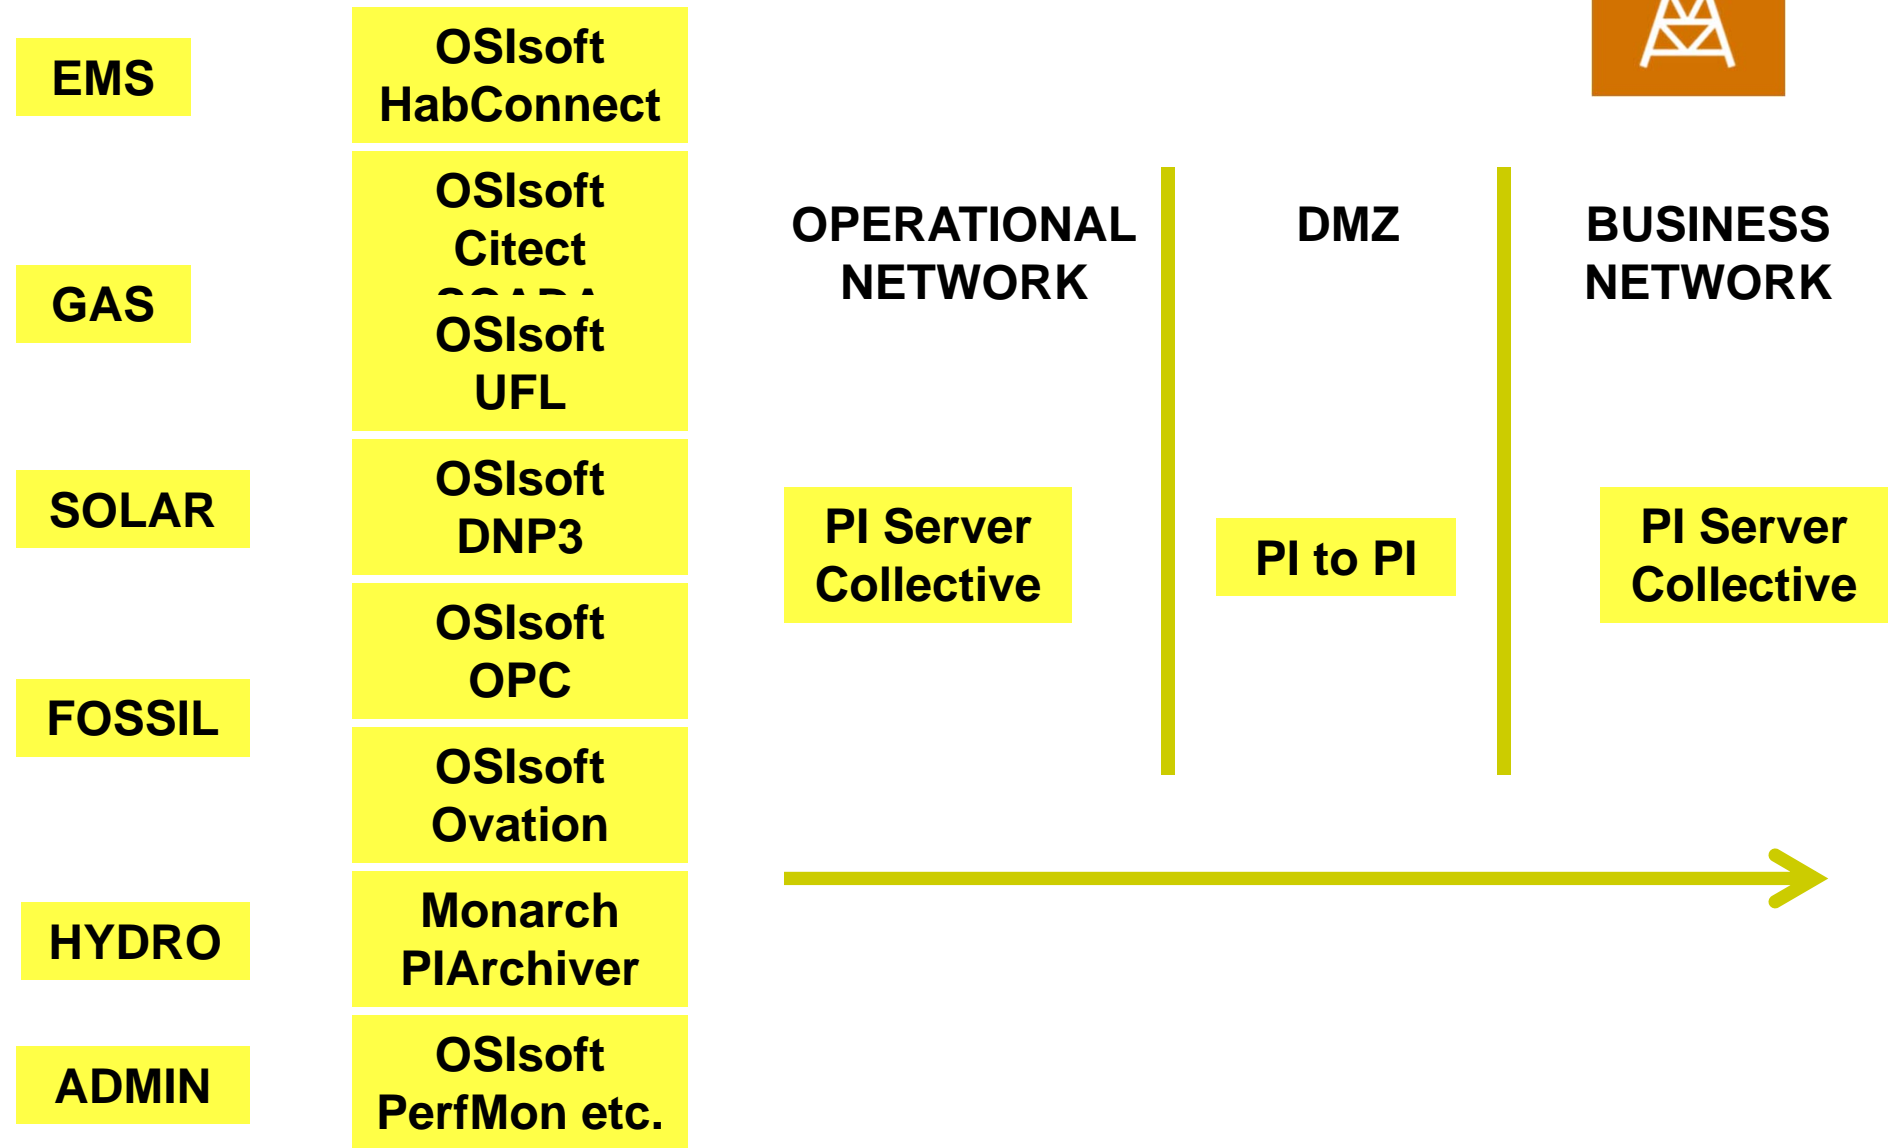 EMS
OSIsoft
HabConnect
GAS
OSIsoft
Citect
OSIsoft
UFL
SOLAR
OSIsoft
DNP3
FOSSIL
OSIsoft
OPC
OSIsoft
Ovation
HYDRO
Monarch
PIArchiver
ADMIN
OSIsoft
PerfMon etc.
OPERATIONAL
NETWORK
PI Server
Collective
DMZ
PI to PI
BUSINESS
NETWORK
PI Server
Collective